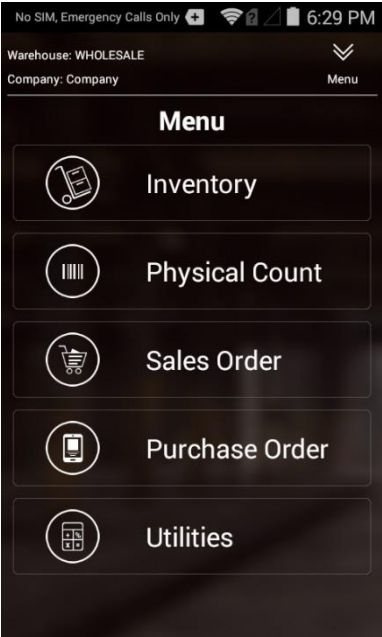 No SIM, Emergency Calls Only 6:29 PM
Warehouse: WHOLESALE
Company: Company
Menu
Menu
Inventory
Physical Count
Sales Order
Purchase Order
Utilities